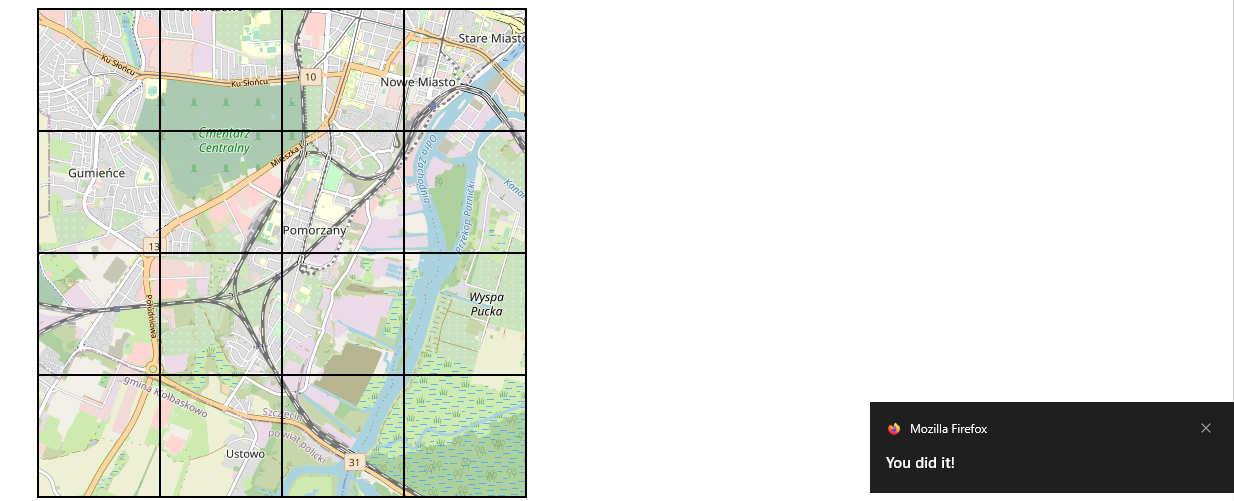 Stare Miasto
Ku Słońcu
Ku Słońcu
10
Nowe Miasto
Cmentarz
Centralny
Mieszka I
Gumieńce
Odra Zachodnia
Przekop Parnicki
Pomorzany
13
Południowa
Wyspa
Pucka
gmina Kołbaskowo
Szczecin
powiat policki
Ustowo
31
Mozilla Firefox
You did it!